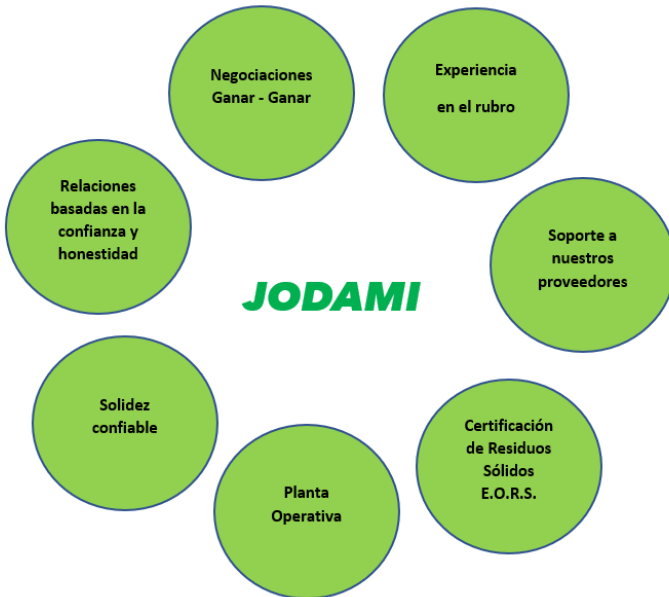 Negociaciones
Ganar - Ganar
Experiencia
en el rubro
Relaciones
basadas en la
confianza y
honestidad
Soporte a
nuestros
proveedores
JODAMI
Solidez
confiable
Certificación
de Residuos
Sólidos
E.O.R.S.
Planta
Operativa